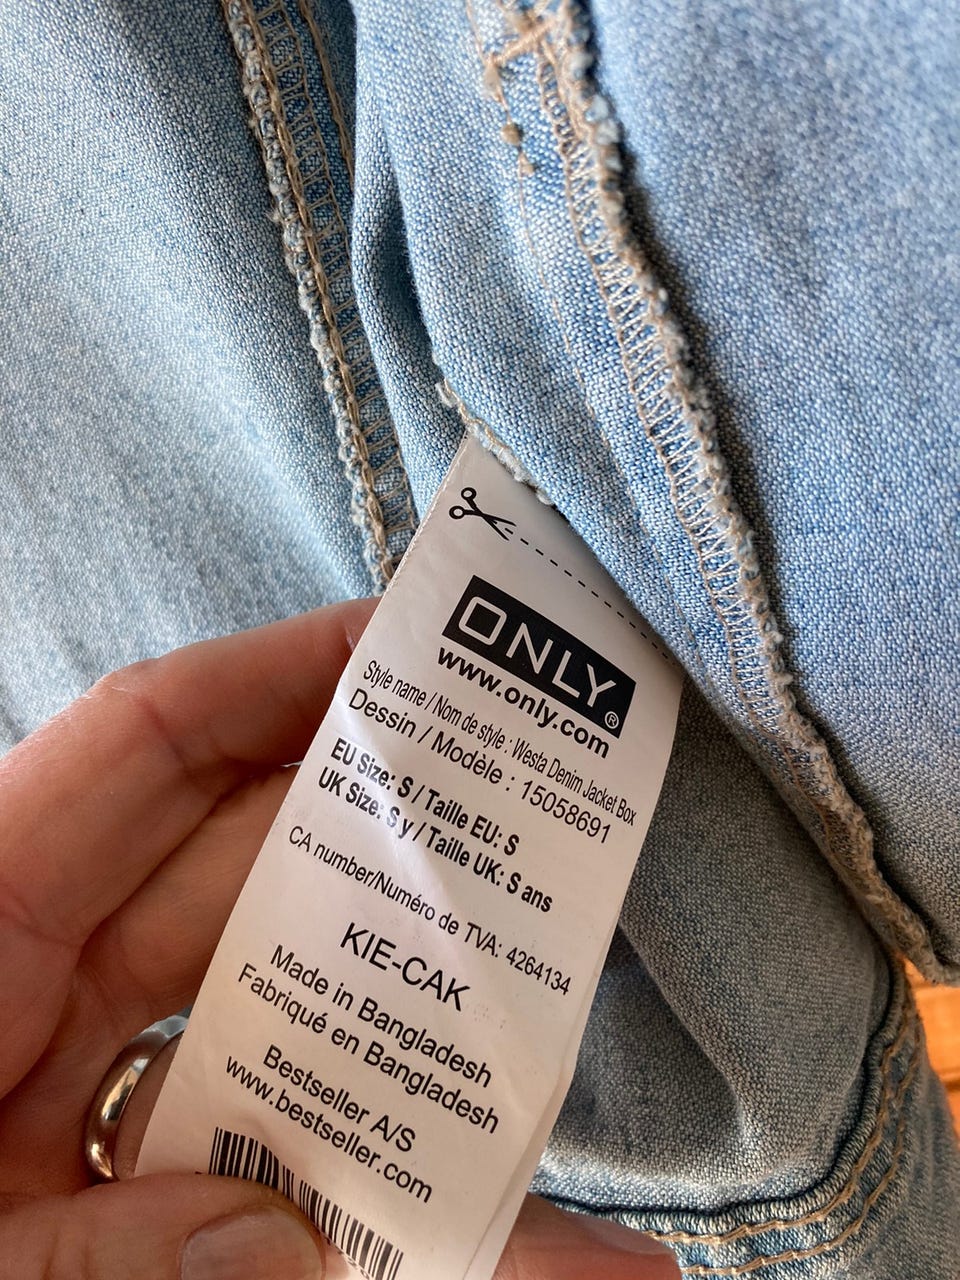 ONLY®
www.only.com
Style name / Nom de style : Westa Denim Jacket Box
Dessin / Modèle : 15058691
EU Size: S / Taille EU: S
UK Size: S y / Taille UK: S ans
CA number/Numéro de TVA: 4264134
KIE-CAK
Made in Bangladesh
Fabriqué en Bangladesh
Bestseller A/S
www.bestseller.com